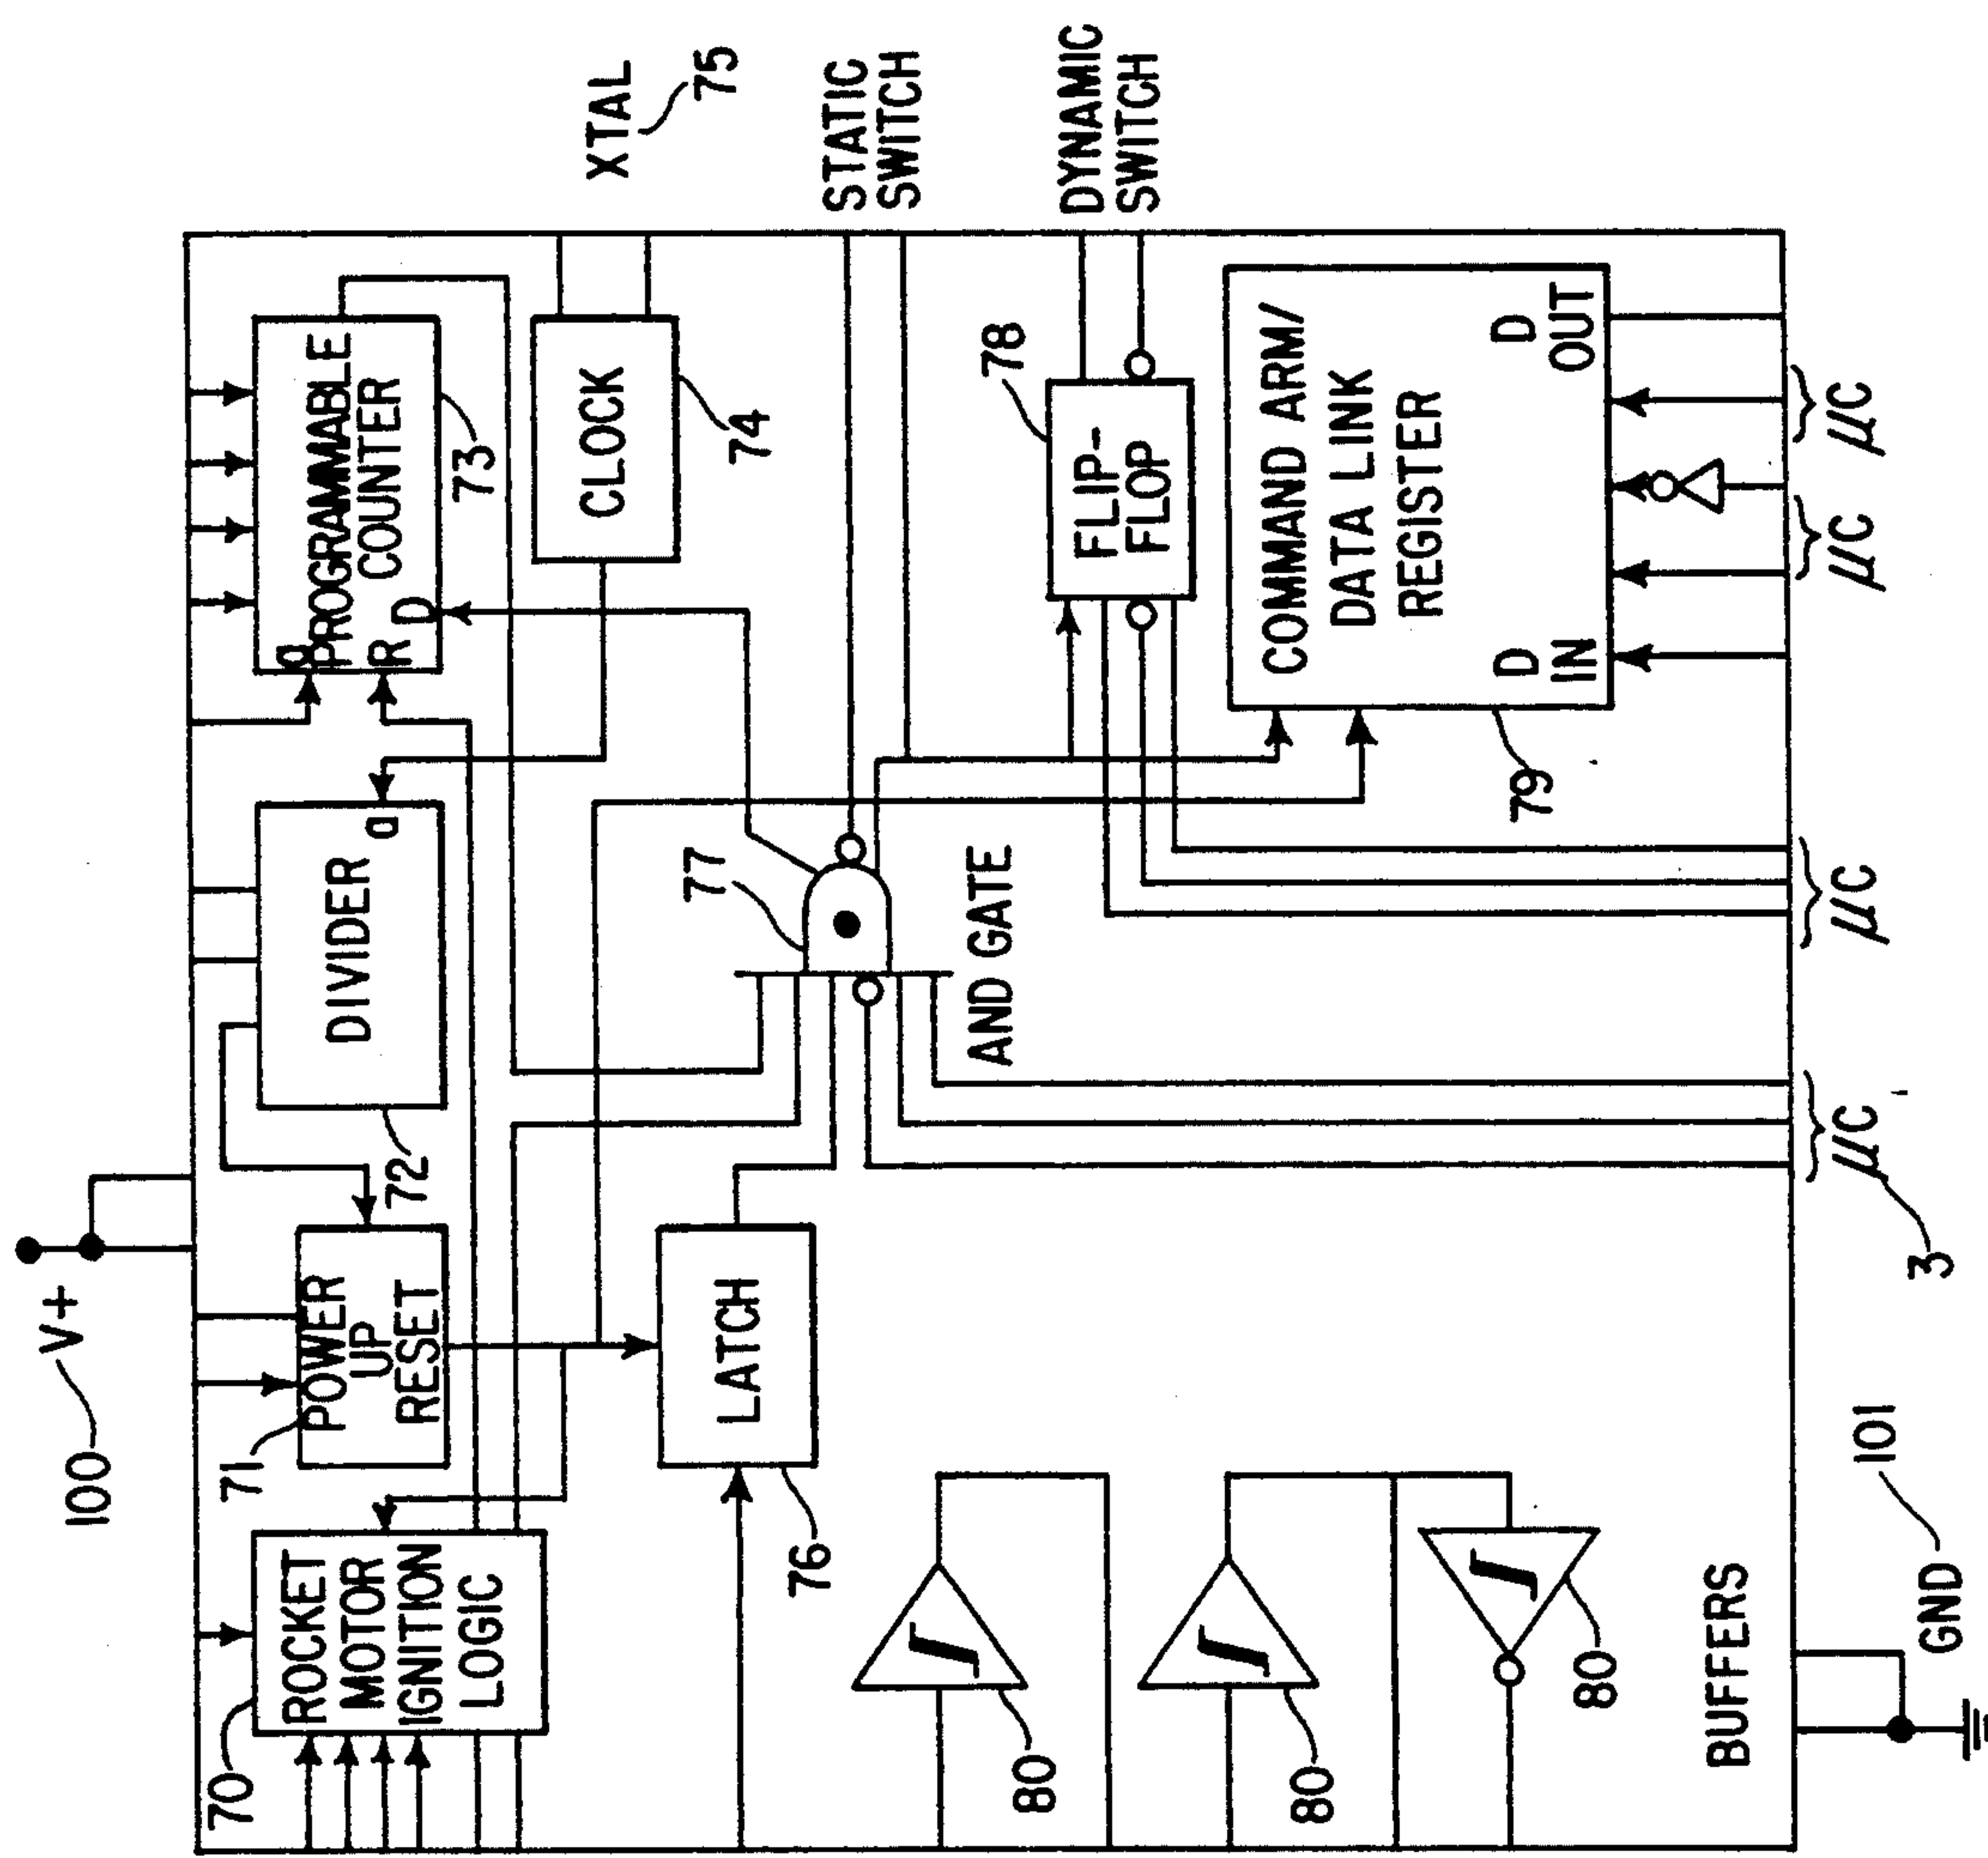 100
V+
70
ROCKET
MOTOR
IGNITION
LOGIC
71
POWER
UP
RESET
72
DIVIDER
a
a
PROGRAMMABLE
COUNTER
R
D
73
CLOCK
74
XTAL
75
LATCH
76
77
AND GATE
STATIC
SWITCH
78
FLIP-
FLOP
DYNAMIC
SWITCH
COMMAND ARM/
DATA LINK
REGISTER
D
IN
D
OUT
79
80
80
80
BUFFERS
101
GND
μC
3
μC
μC
μC